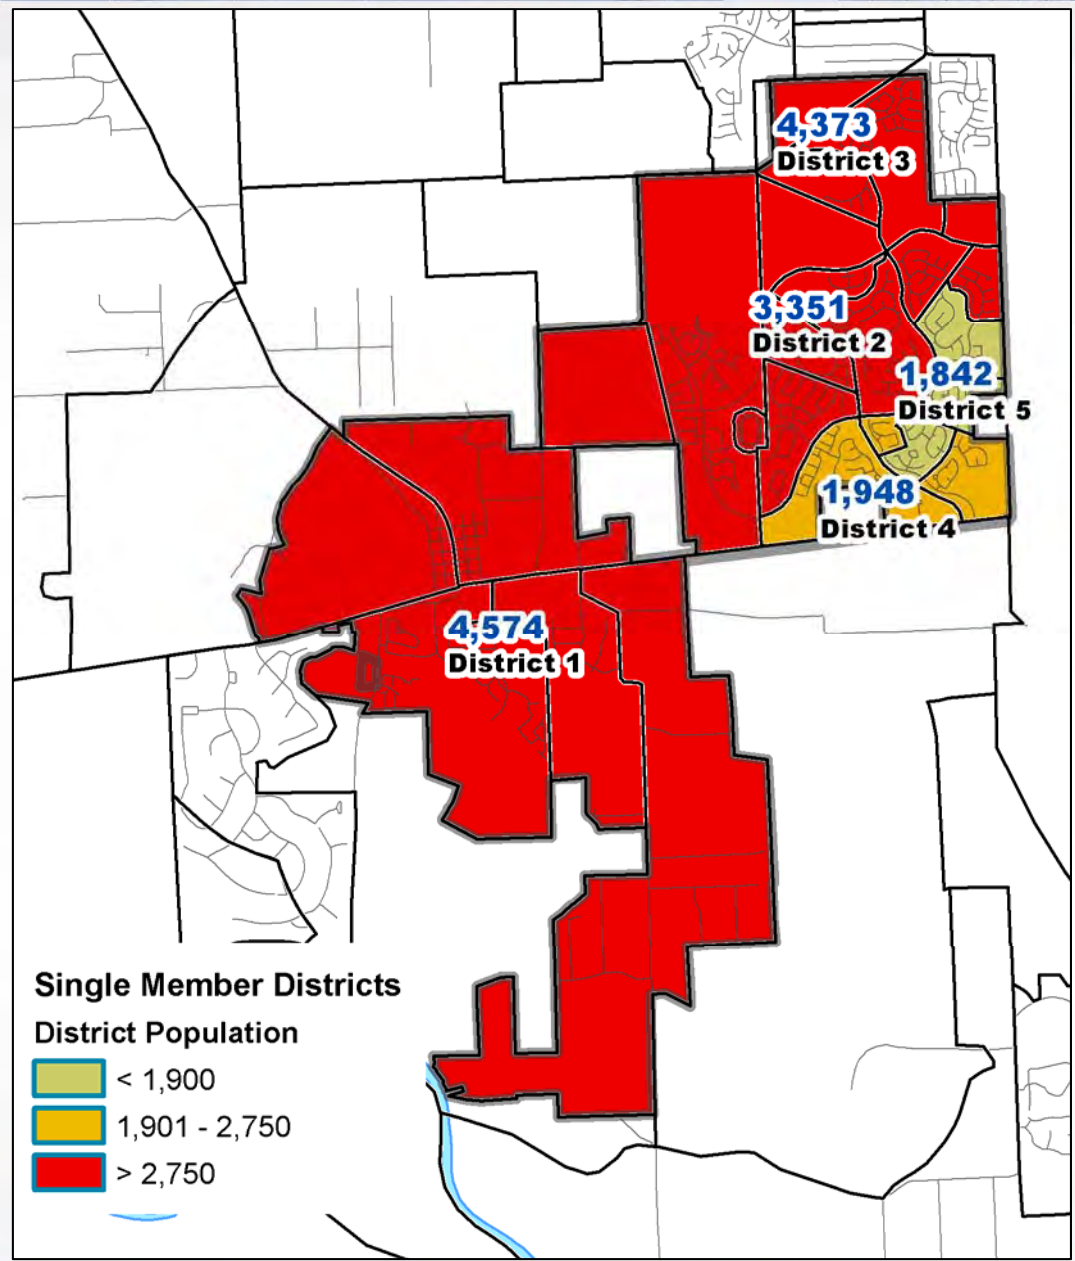 4,373
District 3
3,351
District 2
1,842
District 5
1,948
District 4
4,574
District 1
Single Member Districts
District Population
< 1,900
1,901 - 2,750
> 2,750